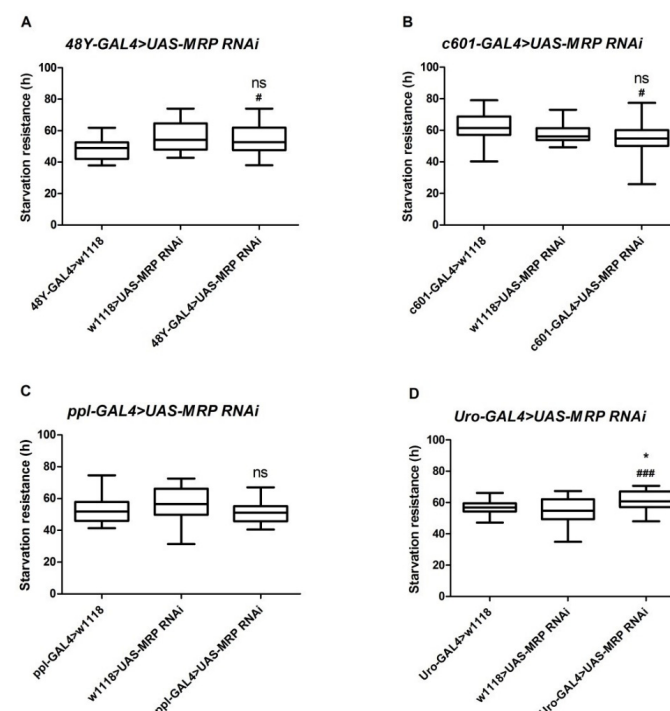 A
48Y-GAL4>UAS-MRP RNAi
Starvation resistance (h)
100
80
60
40
20
0
ns
#
48Y-GAL4>w1118
w1118>UAS-MRP RNAi
48Y-GAL4>UAS-MRP RNAi
B
c601-GAL4>UAS-MRP RNAi
Starvation resistance (h)
100
80
60
40
20
0
ns
#
c601-GAL4>w1118
w1118>UAS-MRP RNAi
c601-GAL4>UAS-MRP RNAi
C
ppl-GAL4>UAS-MRP RNAi
Starvation resistance (h)
100
80
60
40
20
0
ns
ppl-GAL4>w1118
w1118>UAS-MRP RNAi
ppl-GAL4>UAS-MRP RNAi
D
Uro-GAL4>UAS-MRP RNAi
Starvation resistance (h)
100
80
60
40
20
0
*
###
Uro-GAL4>w1118
w1118>UAS-MRP RNAi
Uro-GAL4>UAS-MRP RNAi